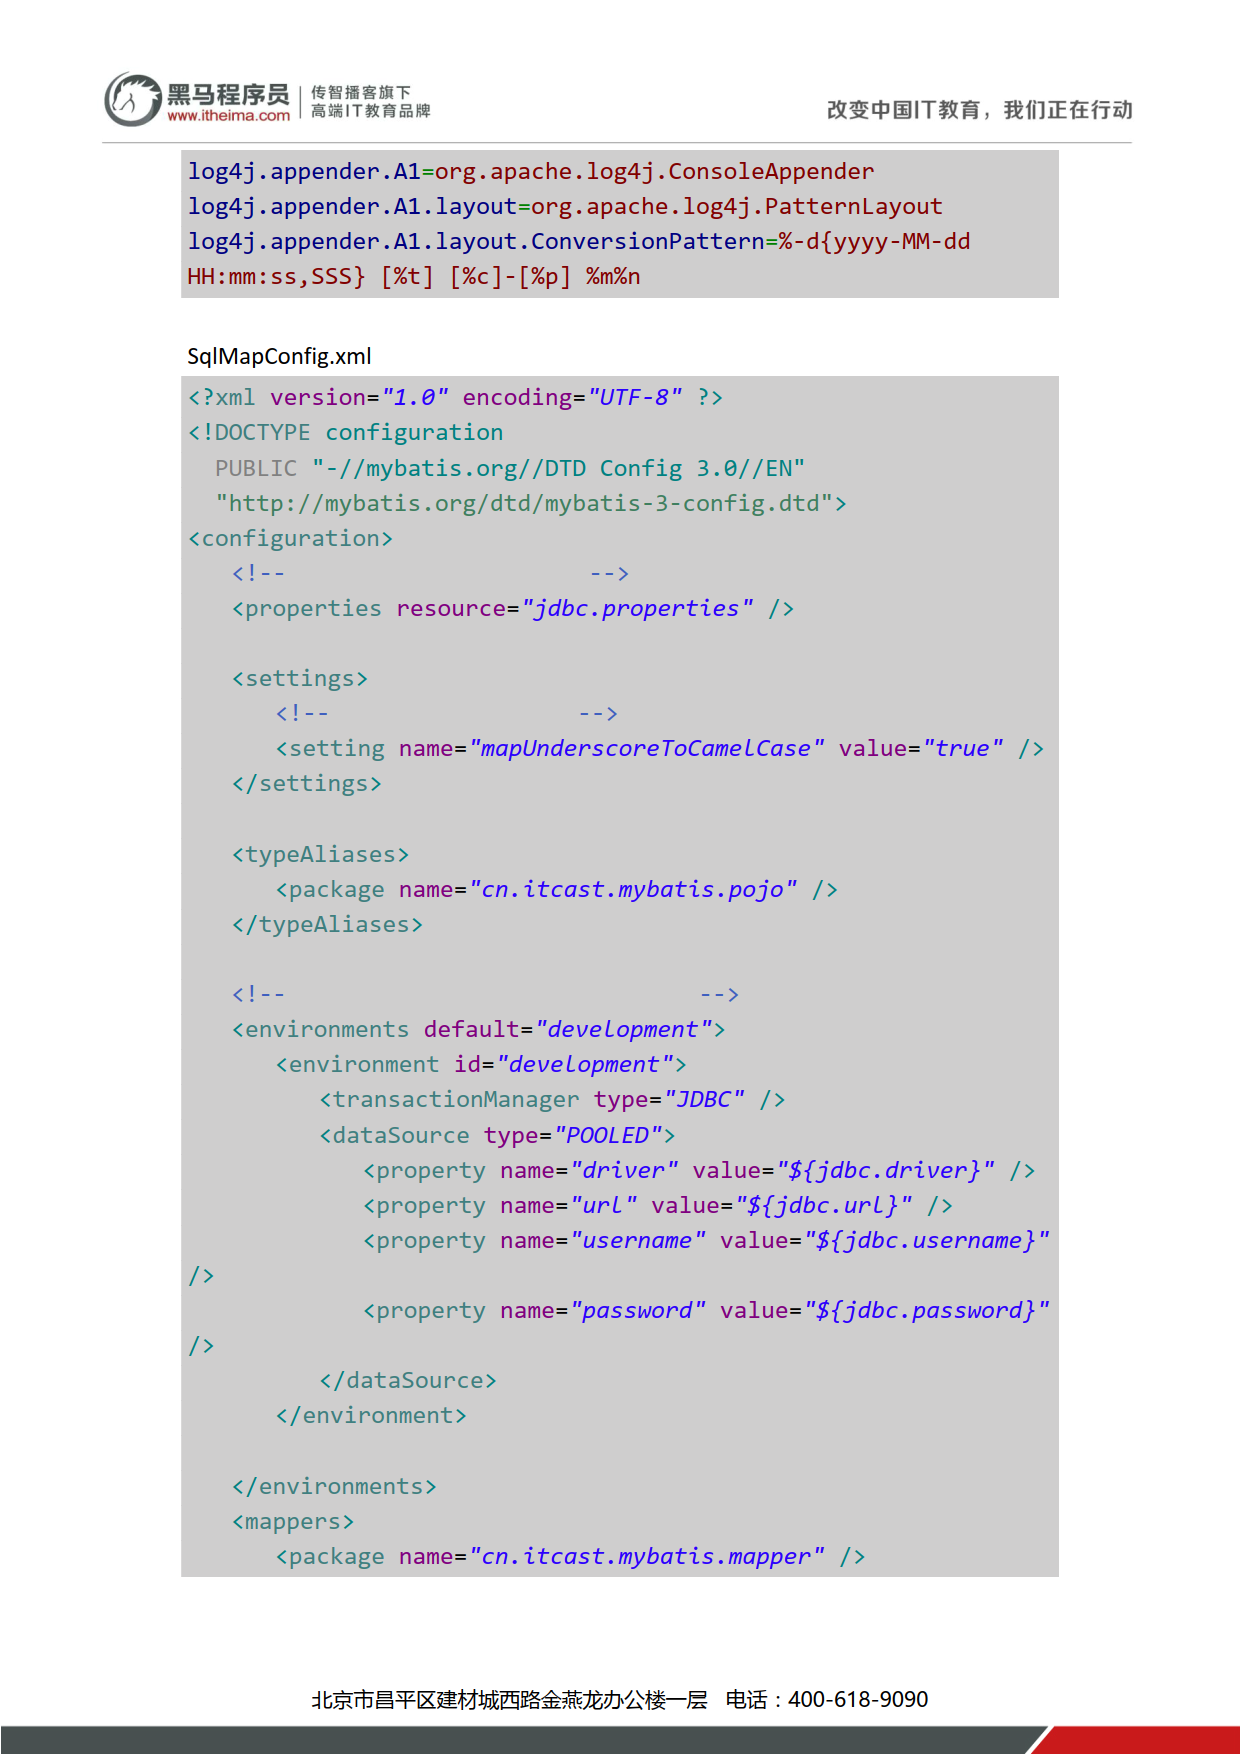 黑马程序员
www.itheima.com
传智播客旗下
高端IT教育品牌
改变中国IT教育，我们正在行动
log4j.appender.A1=org.apache.log4j.ConsoleAppender
log4j.appender.A1.layout=org.apache.log4j.PatternLayout
log4j.appender.A1.layout.ConversionPattern=%-d{yyyy-MM-dd
HH:mm:ss,SSS} [%t] [%c]-[%p] %m%n
SqlMapConfig.xml
<?xml version="1.0" encoding="UTF-8" ?>
<!DOCTYPE configuration
PUBLIC "-//mybatis.org//DTD Config 3.0//EN"
"http://mybatis.org/dtd/mybatis-3-config.dtd">
<configuration>
<!-- -->
<properties resource="jdbc.properties" />
<settings>
<!-- -->
<setting name="mapUnderscoreToCamelCase" value="true" />
</settings>
<typeAliases>
<package name="cn.itcast.mybatis.pojo" />
</typeAliases>
<!-- -->
<environments default="development">
<environment id="development">
<transactionManager type="JDBC" />
<dataSource type="POOLED">
<property name="driver" value="${jdbc.driver}" />
<property name="url" value="${jdbc.url}" />
<property name="username" value="${jdbc.username}"
/>
<property name="password" value="${jdbc.password}"
/>
</dataSource>
</environment>
</environments>
<mappers>
<package name="cn.itcast.mybatis.mapper" />
北京市昌平区建材城西路金燕龙办公楼一层 电话：400-618-9090